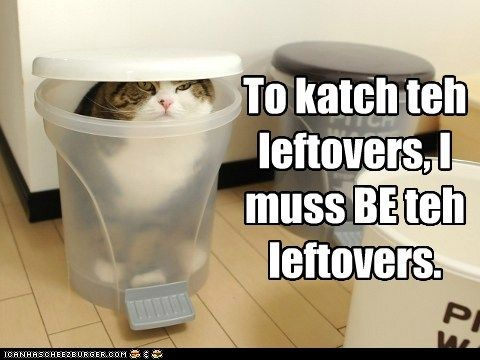 To katch teh
leftovers, I
muss BE teh
leftovers.
ICANHASCHEEZBURGER.COM